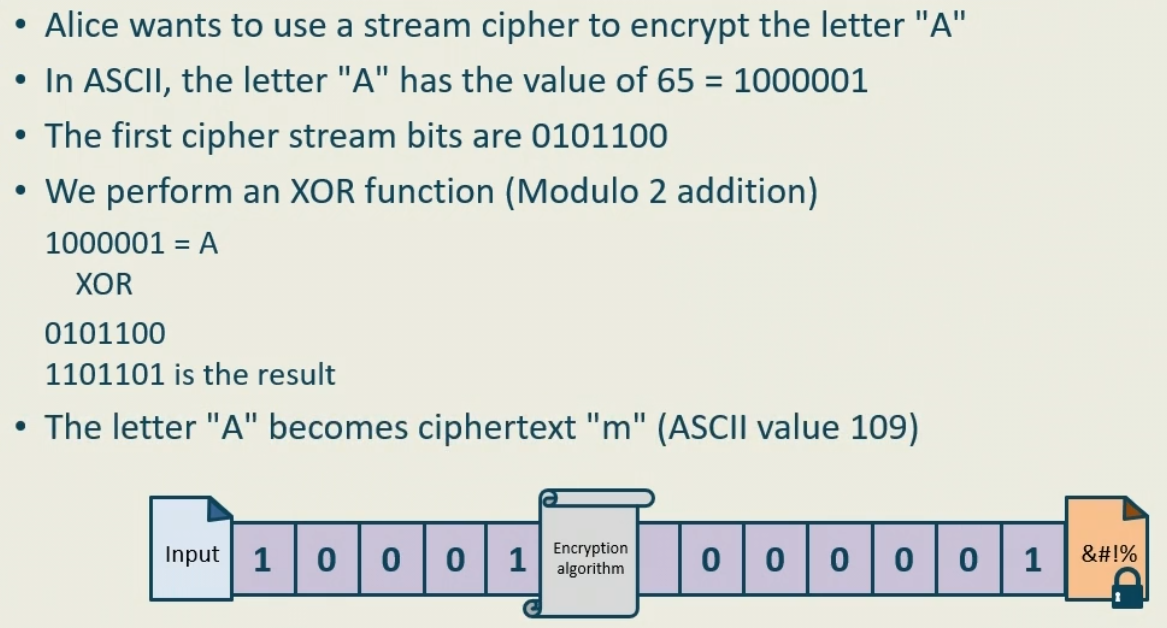 • Alice wants to use a stream cipher to encrypt the letter "A"
• In ASCII, the letter "A" has the value of 65 = 1000001
• The first cipher stream bits are 0101100
• We perform an XOR function (Modulo 2 addition)
1000001 = A
XOR
0101100
1101101 is the result
• The letter "A" becomes ciphertext "m" (ASCII value 109)
Input 1 0 0 0 1 Encryption algorithm 0 0 0 0 0 1 &#!%